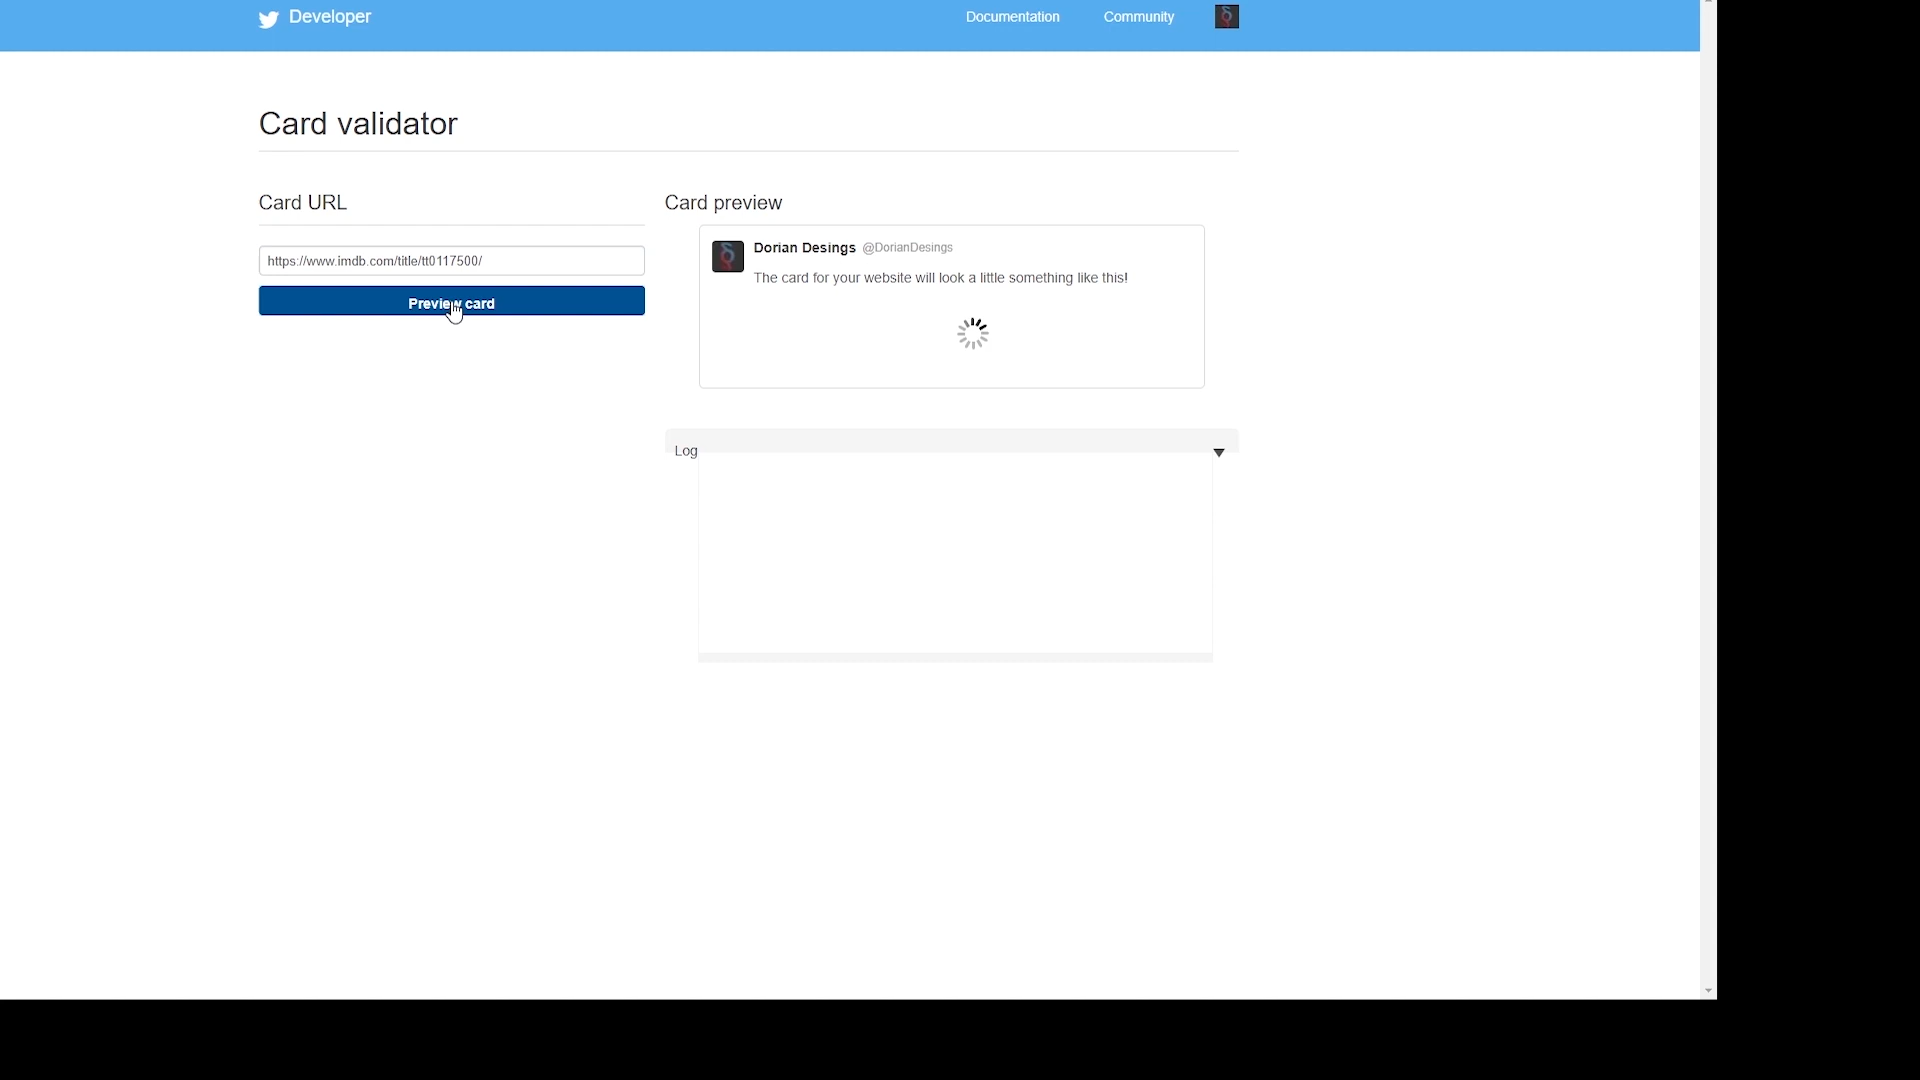 Developer
Documentation
Community
Card validator
Card URL
Card preview
https://www.imdb.com/title/tt0117500/
Preview card
Dorian Desings @DorianDesings
The card for your website will look a little something like this!
Log